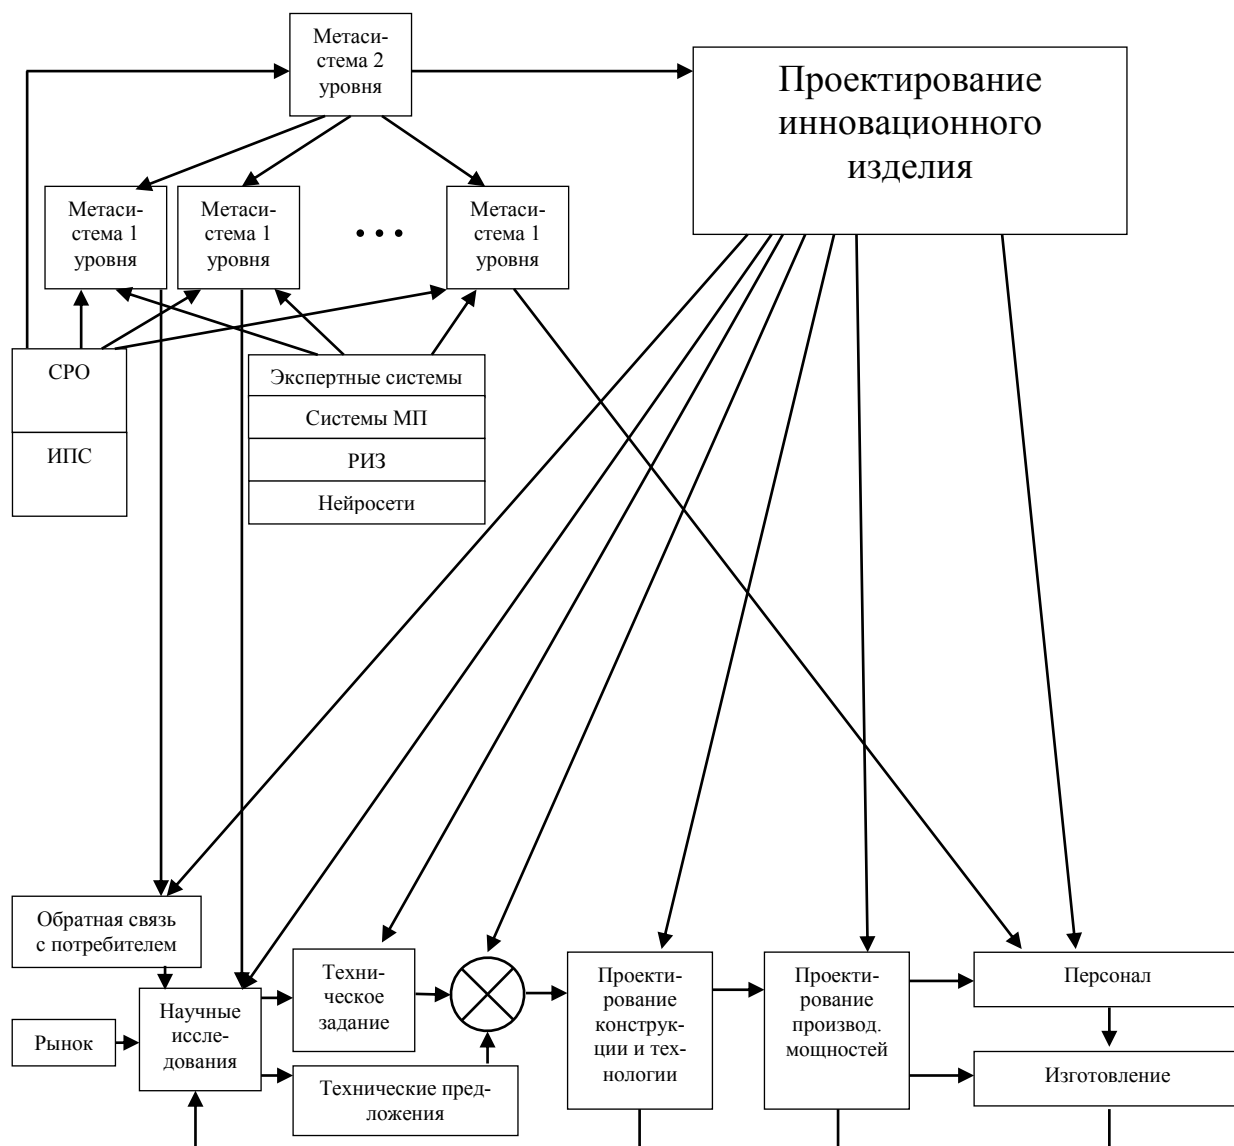 Метаси-
стема 2
уровня
Проектирование
инновационного
изделия
Метаси-
стема 1
уровня
Метаси-
стема 1
уровня
• • •
Метаси-
стема 1
уровня
СРО
ИПС
Экспертные системы
Системы МП
РИЗ
Нейросети
Обратная связь
с потребителем
Рынок
Научные
иссле-
дования
Техни-
ческое
задание
Технические пред-
ложения
Проекти-
рование
конструк-
ции и тех-
нологии
Проекти-
рование
производ.
мощностей
Персонал
Изготовление